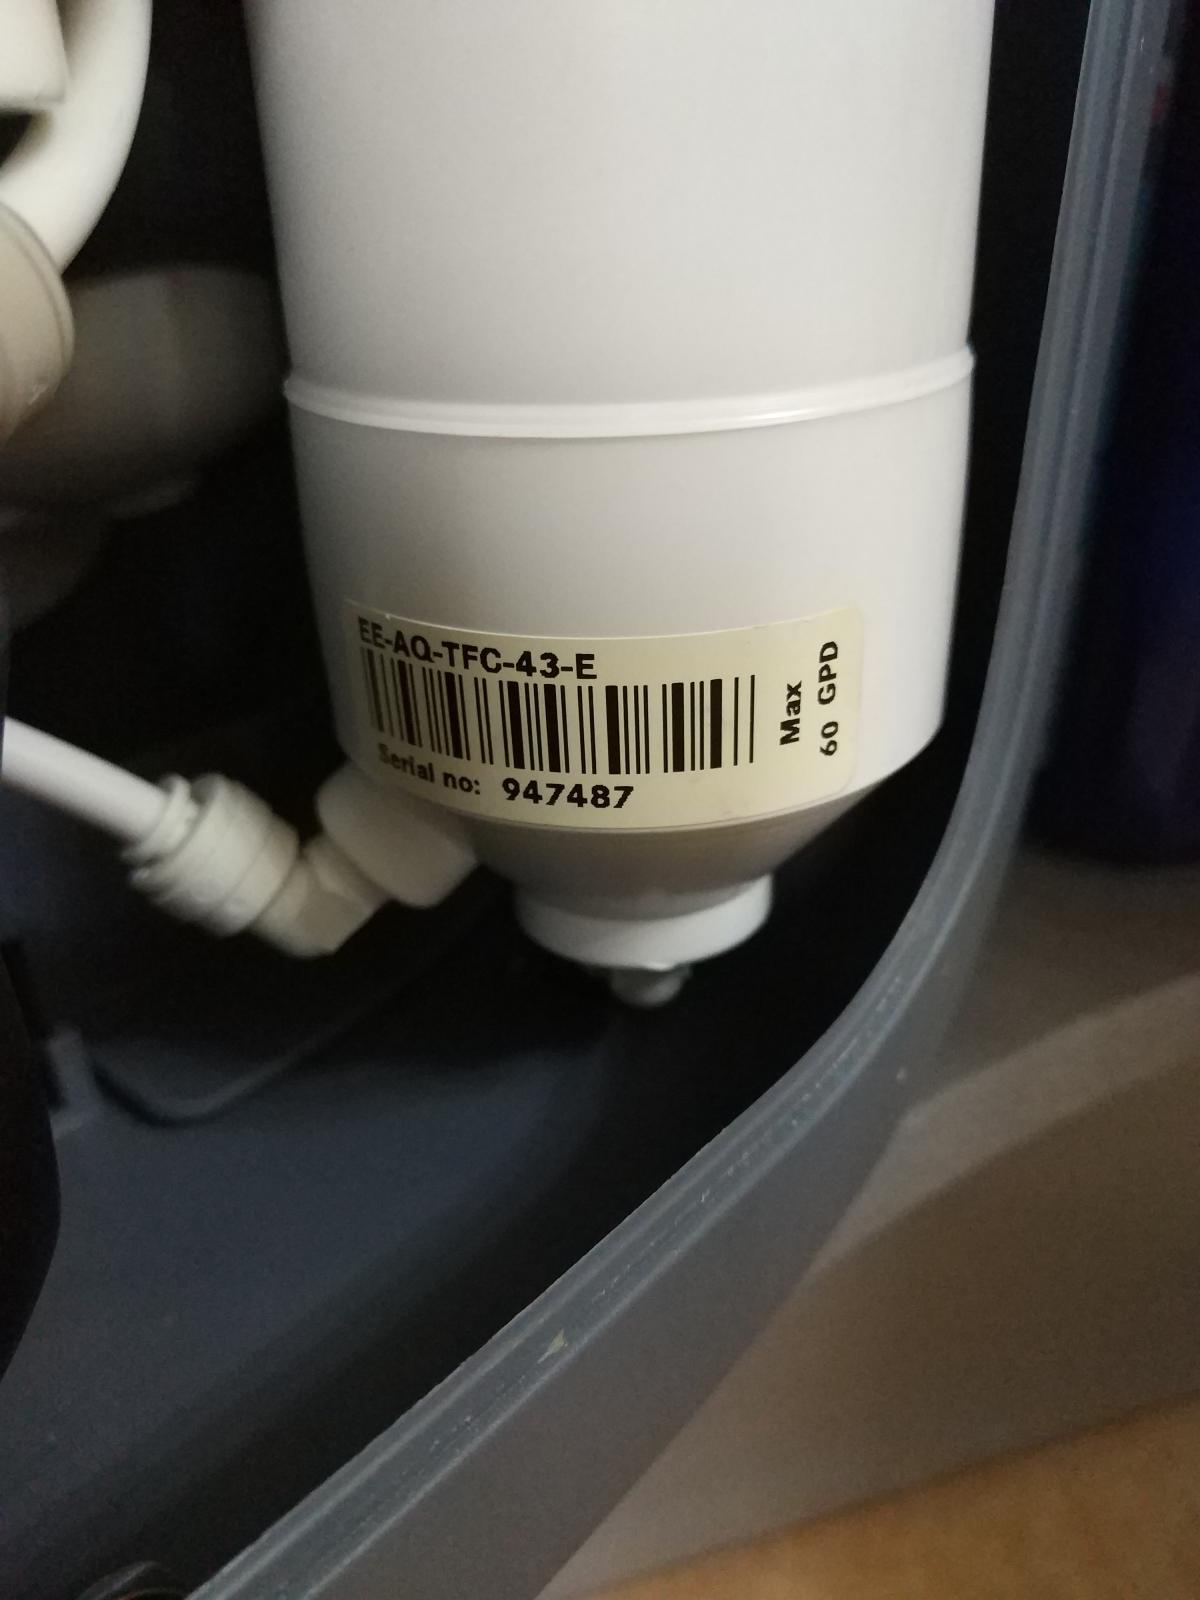 EE-AQ-TFC-43-E
Serial no: 947487
Max
60 GPD